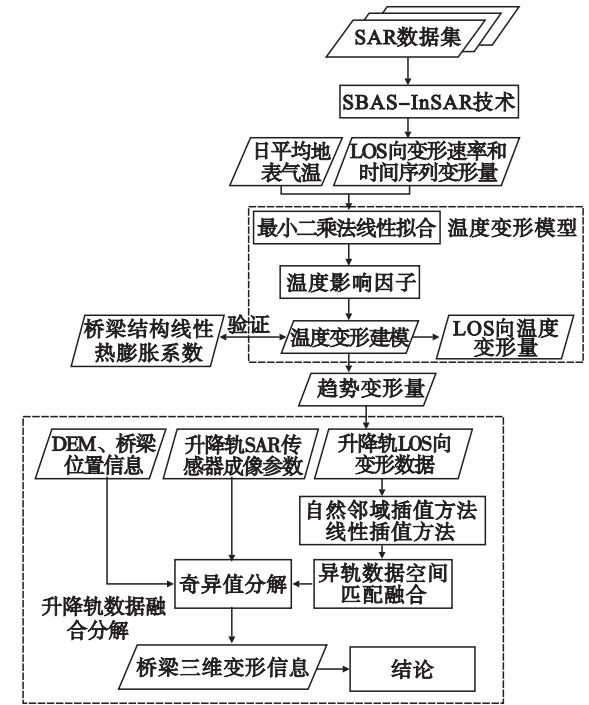 SAR数据集
SBAS-InSAR技术
日平均地
表气温
LOS向变形速率和
时间序列变形量
最小二乘法线性拟合
温度变形模型
温度影响因子
桥梁结构线性
热膨胀系数
验证
温度变形建模
LOS向温度
变形量
趋势变形量
DEM、桥梁
位置信息
升降轨SAR传
感器成像参数
升降轨LOS向
变形数据
自然邻域插值方法
线性插值方法
奇异值分解
异轨数据空间
匹配融合
升降轨数据融
合分解
桥梁三维变形信息
结论